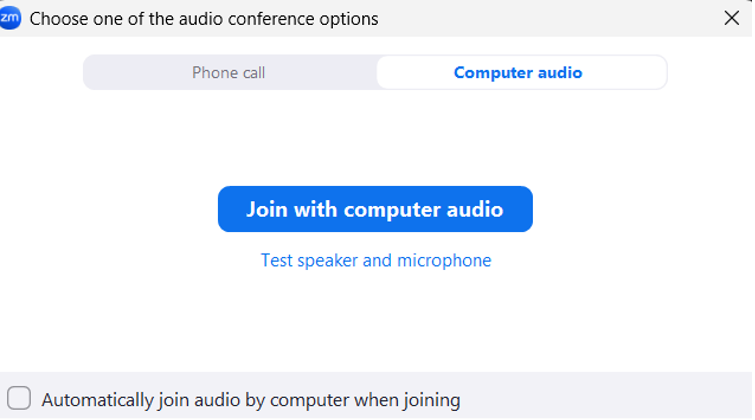 zm
Choose one of the audio conference options
Phone call
Computer audio
Join with computer audio
Test speaker and microphone
Automatically join audio by computer when joining